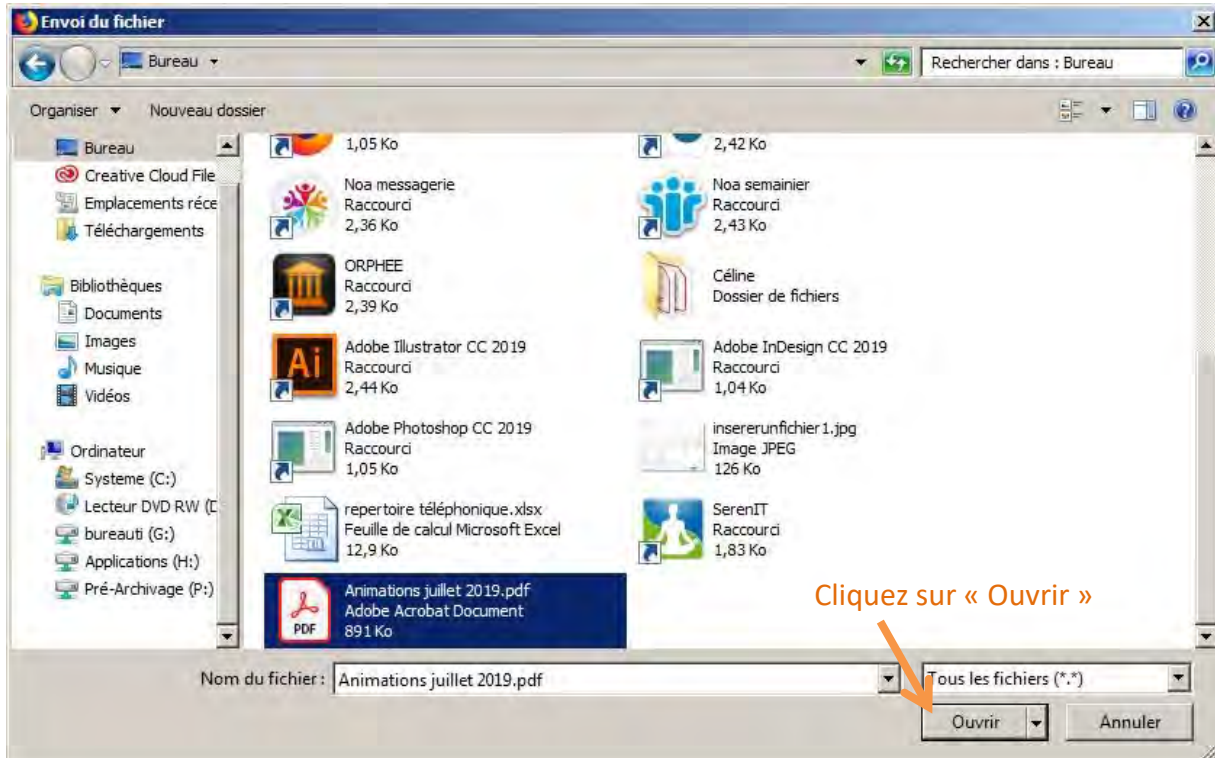 Envoi du fichier
Bureau
Rechercher dans : Bureau
Organiser
Nouveau dossier
Bureau
Creative Cloud File
Emplacements réce
Téléchargements
Bibliothèques
Documents
Images
Musique
Vidéos
Ordinateur
Systeme (C:)
Lecteur DVD RW (D
bureauti (G:)
Applications (H:)
Pré-Archivage (P:)
1,05 Ko
2,42 Ko
Noa messagerie
Raccourci
2,36 Ko
Noa semainier
Raccourci
2,43 Ko
ORPHEE
Raccourci
2,39 Ko
Céline
Dossier de fichiers
Ai
Adobe Illustrator CC 2019
Raccourci
2,44 Ko
Adobe InDesign CC 2019
Raccourci
1,04 Ko
Adobe Photoshop CC 2019
Raccourci
1,05 Ko
insererunfichier1.jpg
Image JPEG
126 Ko
repertoire téléphonique.xlsx
Feuille de calcul Microsoft Excel
12,9 Ko
SerenIT
Raccourci
1,83 Ko
PDF
Animations juillet 2019.pdf
Adobe Acrobat Document
891 Ko
Cliquez sur « Ouvrir »
Nom du fichier :
Animations juillet 2019.pdf
Tous les fichiers (*.*)
Ouvrir
Annuler